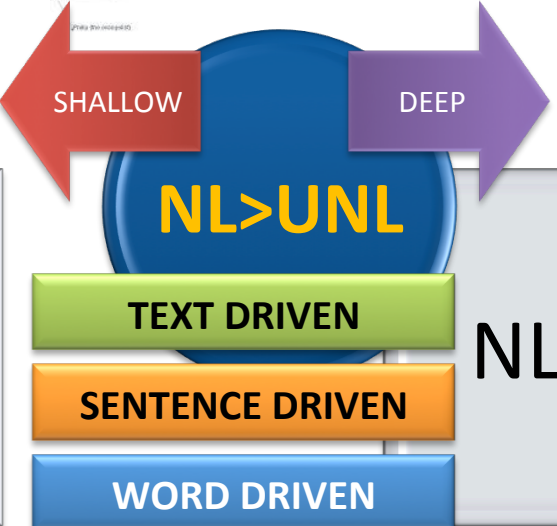 SHALLOW
DEEP
NL>UNL
TEXT DRIVEN
NL
SENTENCE DRIVEN
WORD DRIVEN